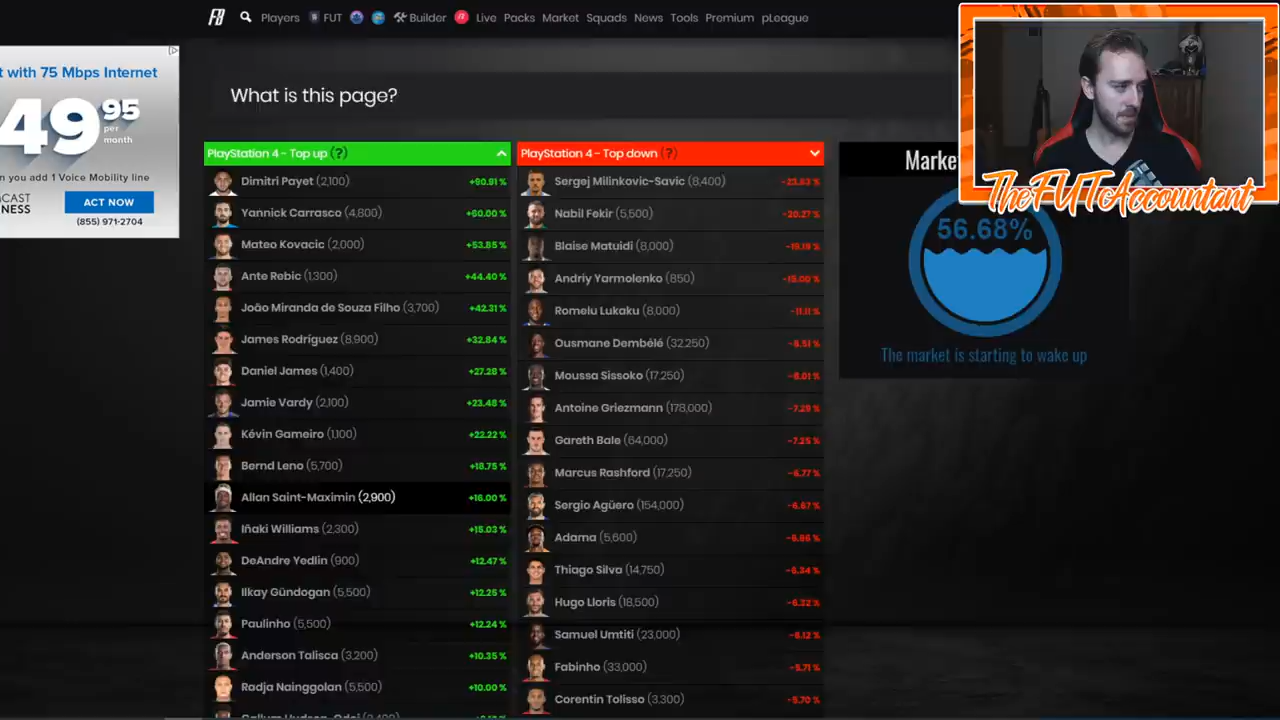 FB Players FUT Builder Live Packs Market Squads News Tools Premium pLeague
t with 75 Mbps Internet
49 95
per
month
n you add 1 Voice Mobility line
CAST
NESS
ACT NOW
(855) 971-2704
What is this page?
PlayStation 4 - Top up (?)
Dimitri Payet (2,100) +90.91 %
Yannick Carrasco (4,800) +60.00 %
Mateo Kovacic (2,000) +53.85 %
Ante Rebic (1,300) +44.40 %
João Miranda de Souza Filho (3,700) +42.31 %
James Rodríguez (8,900) +32.84 %
Daniel James (1,400) +27.28 %
Jamie Vardy (2,100) +23.48 %
Kévin Gameiro (1,100) +22.22 %
Bernd Leno (5,700) +18.75 %
Allan Saint-Maximin (2,900) +16.00 %
Iñaki Williams (2,300) +15.03 %
DeAndre Yedlin (900) +12.47 %
Ilkay Gündogan (5,500) +12.25 %
Paulinho (5,500) +12.24 %
Anderson Talisca (3,200) +10.35 %
Radja Nainggolan (5,500) +10.00 %
PlayStation 4 - Top down (?)
Sergej Milinkovic-Savic (8,400) -23.83 %
Nabil Fekir (5,500) -20.27 %
Blaise Matuidi (8,000) -19.19 %
Andriy Yarmolenko (850) -15.00 %
Romelu Lukaku (8,000) -11.11 %
Ousmane Dembélé (32,250) -8.51 %
Moussa Sissoko (17,250) -8.01 %
Antoine Griezmann (178,000) -7.29 %
Gareth Bale (64,000) -7.25 %
Marcus Rashford (17,250) -6.77 %
Sergio Agüero (154,000) -6.67 %
Adama (5,600) -6.66 %
Thiago Silva (14,750) -6.34 %
Hugo Lloris (18,500) -6.32 %
Samuel Umtiti (23,000) -6.12 %
Fabinho (33,000) -5.71 %
Corentin Tolisso (3,300) -5.70 %
Marke
56.68%
The market is starting to wake up
TheFUTAccountant